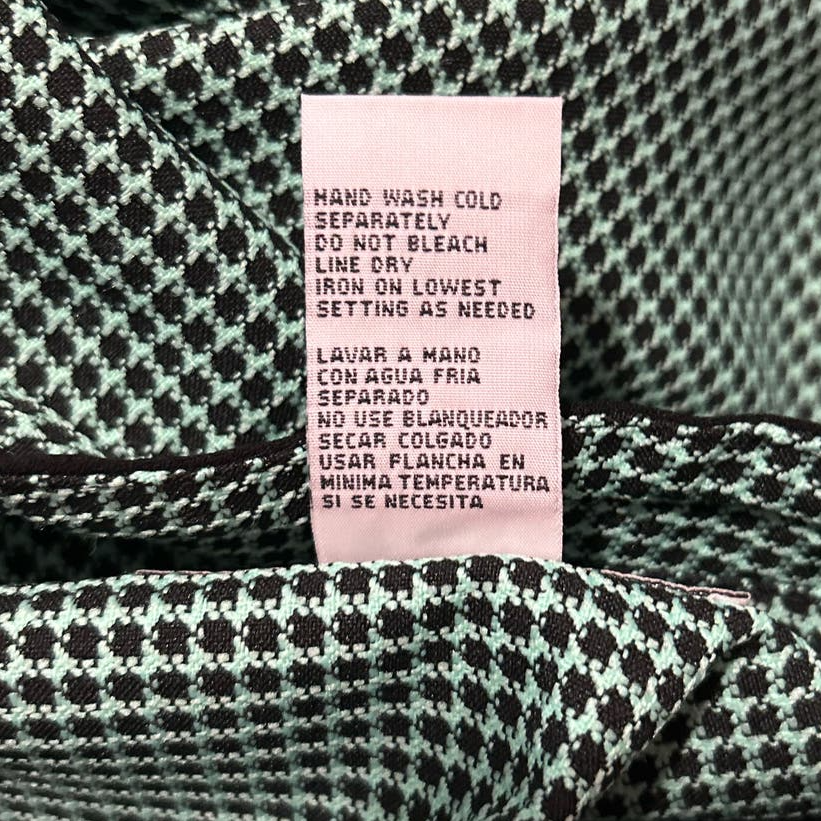 HAND WASH COLD
SEPARATELY
DO NOT BLEACH
LINE DRY
IRON ON LOWEST
SETTING AS NEEDED
LAVAR A MANO
CON AGUA FRIA
SEPARADO
NO USE BLANQUEADOR
SECAR COLGADO
USAR PLANCHA EN
MINIMA TEMPERATURA
SI SE NECESITA